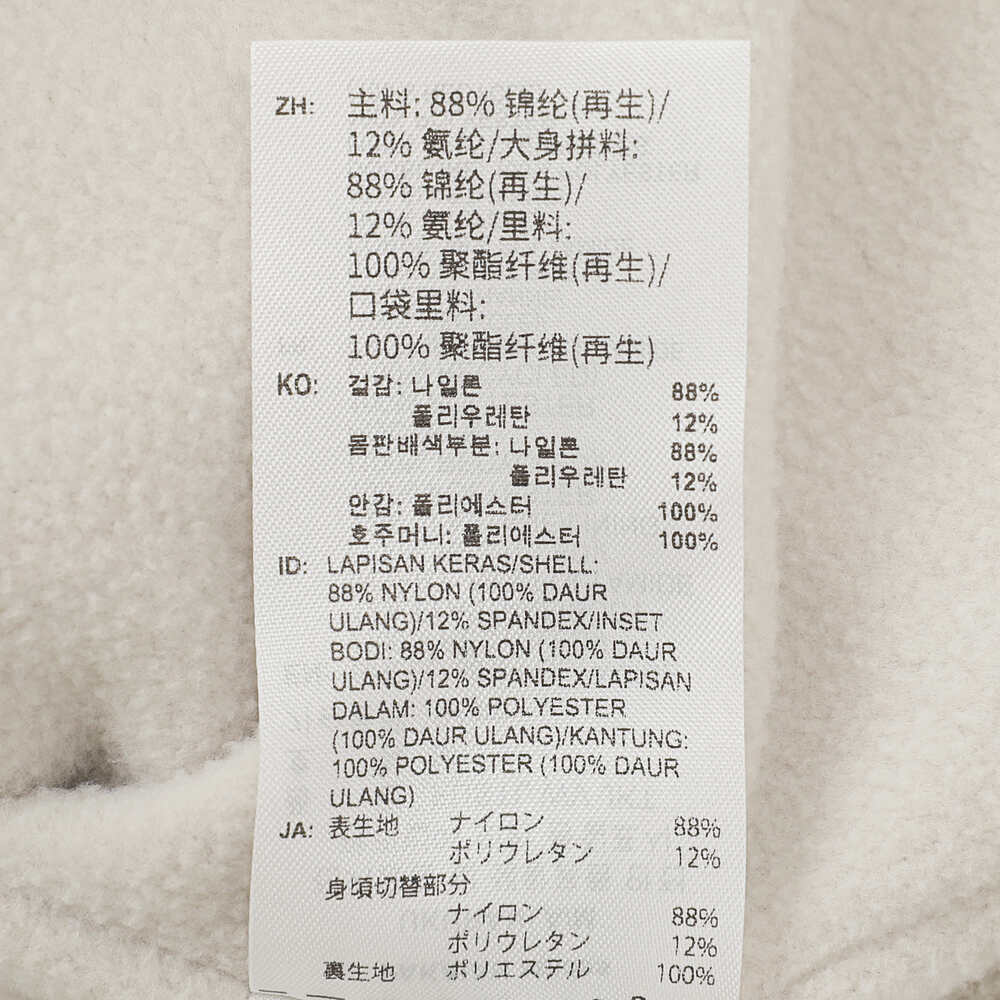 ZH: 主料: 88% 锦纶(再生)/
12% 氨纶/大身拼料:
88% 锦纶(再生)/
12% 氨纶/里料:
100% 聚酯纤维(再生)/
口袋里料:
100% 聚酯纤维(再生)
KO: 겉감: 나일론 88%
폴리우레탄 12%
몸판배색부분: 나일론 88%
폴리우레탄 12%
안감: 폴리에스터 100%
호주머니: 폴리에스터 100%
ID: LAPISAN KERAS/SHELL:
88% NYLON (100% DAUR
ULANG)/12% SPANDEX/INSET
BODI: 88% NYLON (100% DAUR
ULANG)/12% SPANDEX/LAPISAN
DALAM: 100% POLYESTER
(100% DAUR ULANG)/KANTUNG:
100% POLYESTER (100% DAUR
ULANG)
JA: 表生地 ナイロン 88%
ポリウレタン 12%
身頃切替部分
ナイロン 88%
ポリウレタン 12%
裏生地 ポリエステル 100%